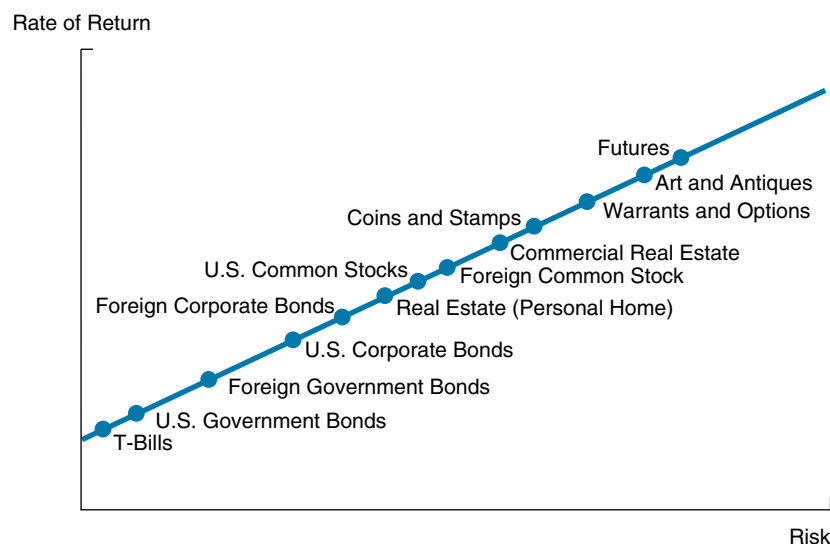 Rate of Return
Futures
Art and Antiques
Warrants and Options
Coins and Stamps
Commercial Real Estate
U.S. Common Stocks
Foreign Common Stock
Foreign Corporate Bonds
Real Estate (Personal Home)
U.S. Corporate Bonds
Foreign Government Bonds
U.S. Government Bonds
T-Bills
Risk